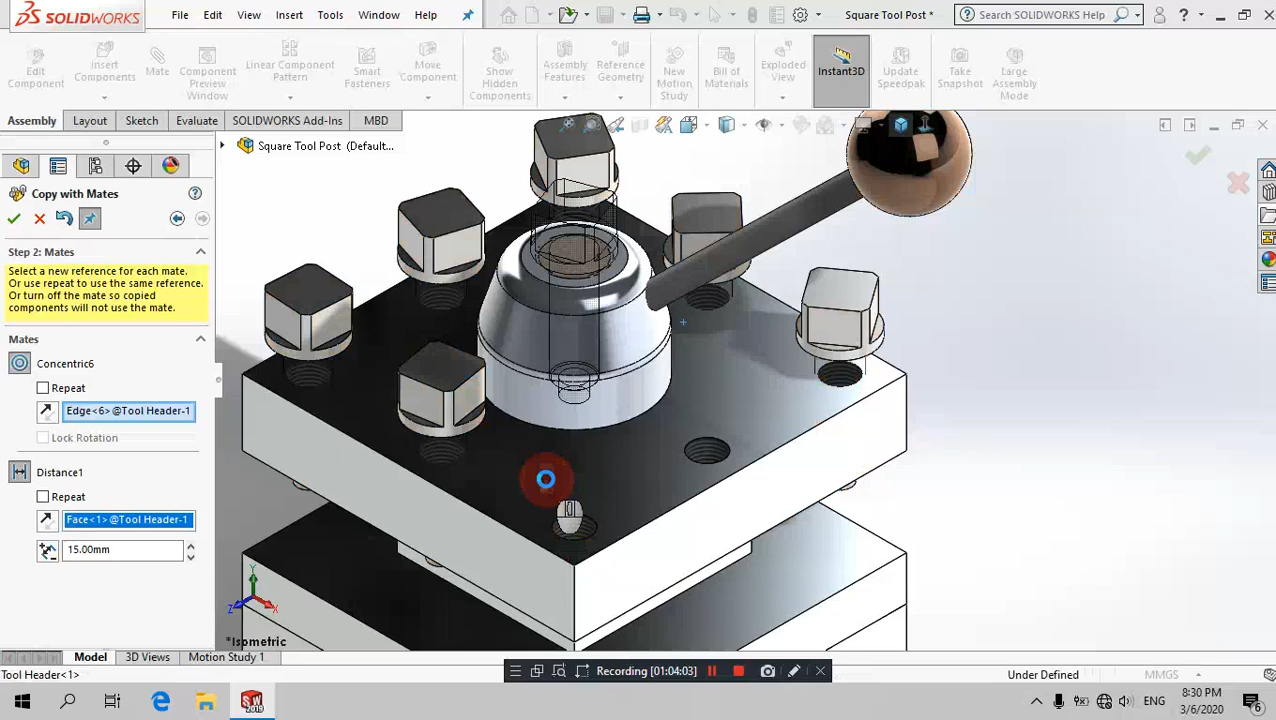 SOLIDWORKS
File Edit View Insert Tools Window Help
Square Tool Post *
Search SOLIDWORKS Help
Edit Component
Insert Components
Mate
Component Preview Window
Linear Component Pattern
Smart Fasteners
Move Component
Show Hidden Components
Assembly Features
Reference Geometry
New Motion Study
Bill of Materials
Exploded View
Instant3D
Update Speedpak
Take Snapshot
Large Assembly Mode
Assembly Layout Sketch Evaluate SOLIDWORKS Add-Ins MBD
Square Tool Post (Default...
Copy with Mates
Step 2: Mates
Select a new reference for each mate.
Or use repeat to use the same reference.
Or turn off the mate so copied
components will not use the mate.
Mates
Concentric6
Repeat
Edge<6>@Tool Header-1
Lock Rotation
Distance1
Repeat
Face<1>@Tool Header-1
15.00mm
Y
Z
X
*Isometric
Model 3D Views Motion Study 1
Tool Header<1>
Recording [01:04:03]
Under Defined
MMGS
SW
2019
ENG
8:30 PM
3/6/2020
6